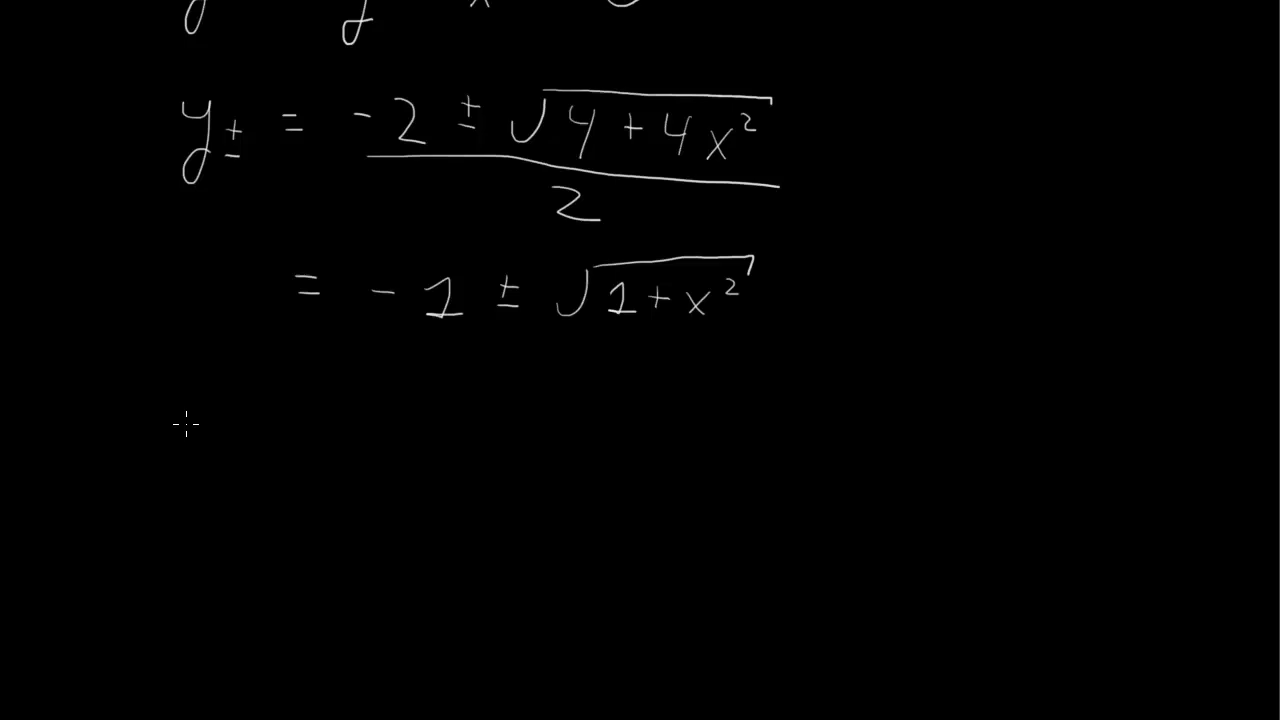 y± = (-2 ± √(4 + 4x²)) / 2
= -1 ± √(1 + x²)